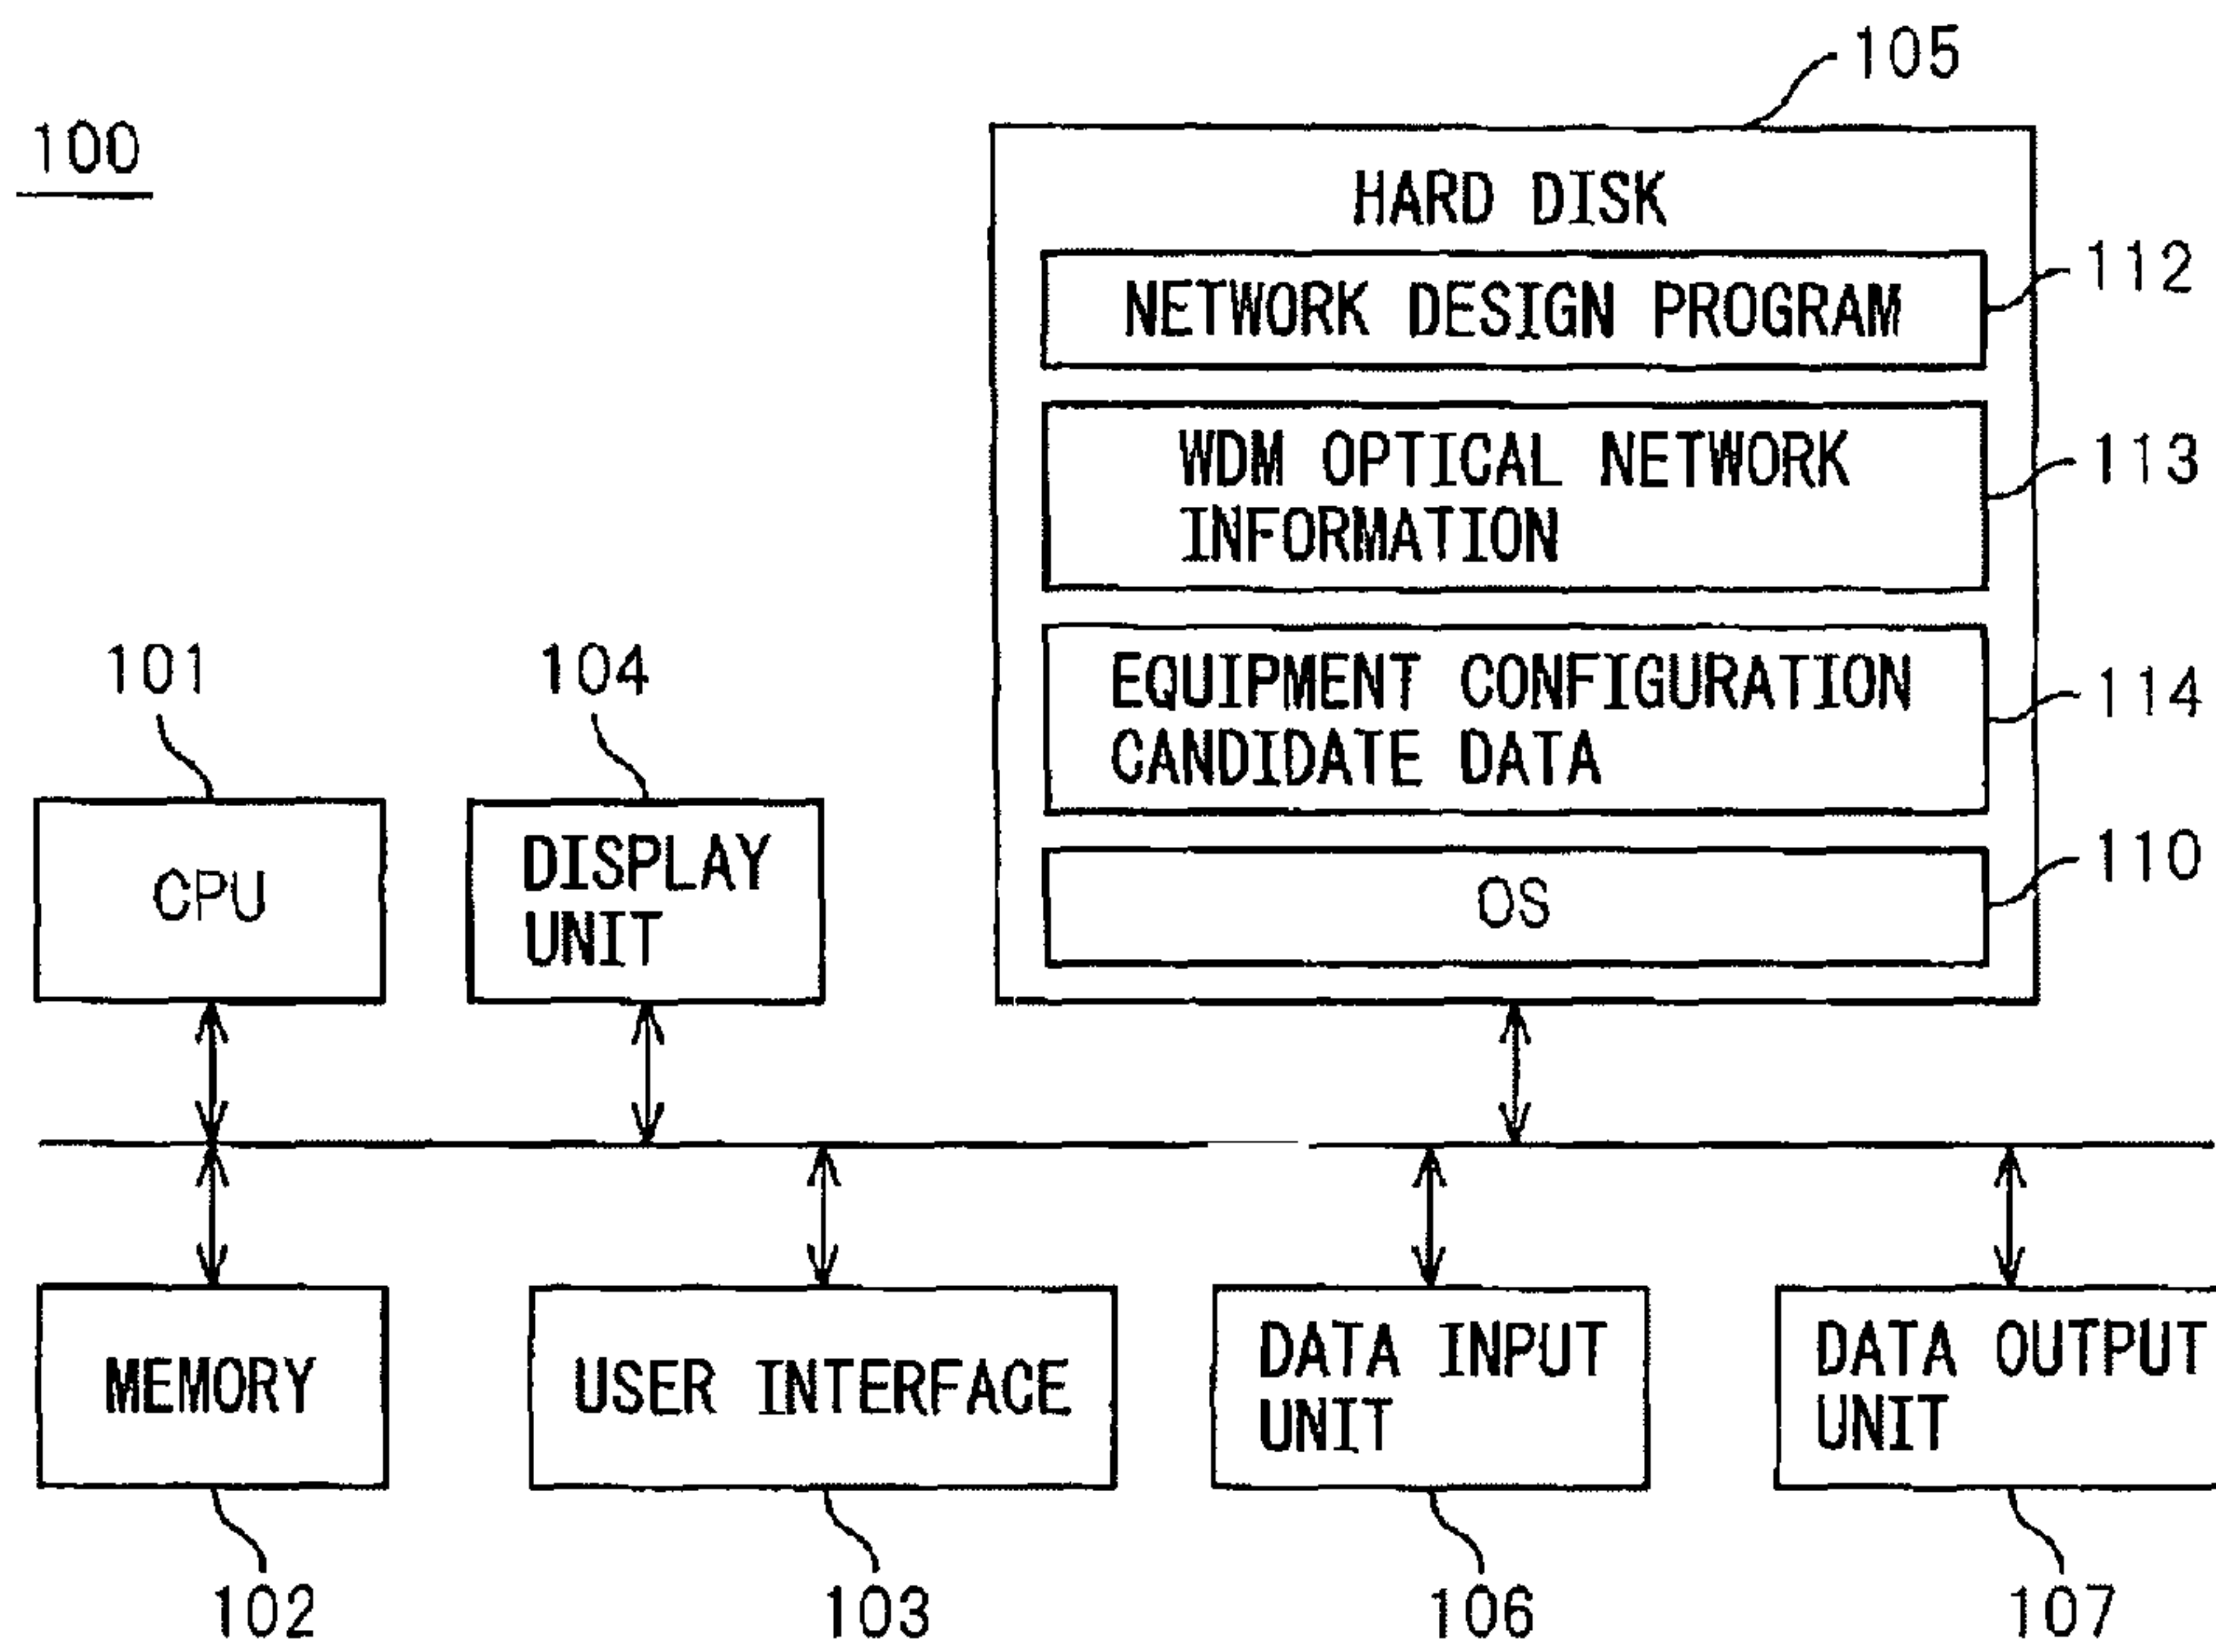 105
100
HARD DISK
NETWORK DESIGN PROGRAM
112
WDM OPTICAL NETWORK
INFORMATION
113
EQUIPMENT CONFIGURATION
CANDIDATE DATA
114
OS
110
101
CPU
104
DISPLAY
UNIT
MEMORY
102
USER INTERFACE
103
DATA INPUT
UNIT
106
DATA OUTPUT
UNIT
107